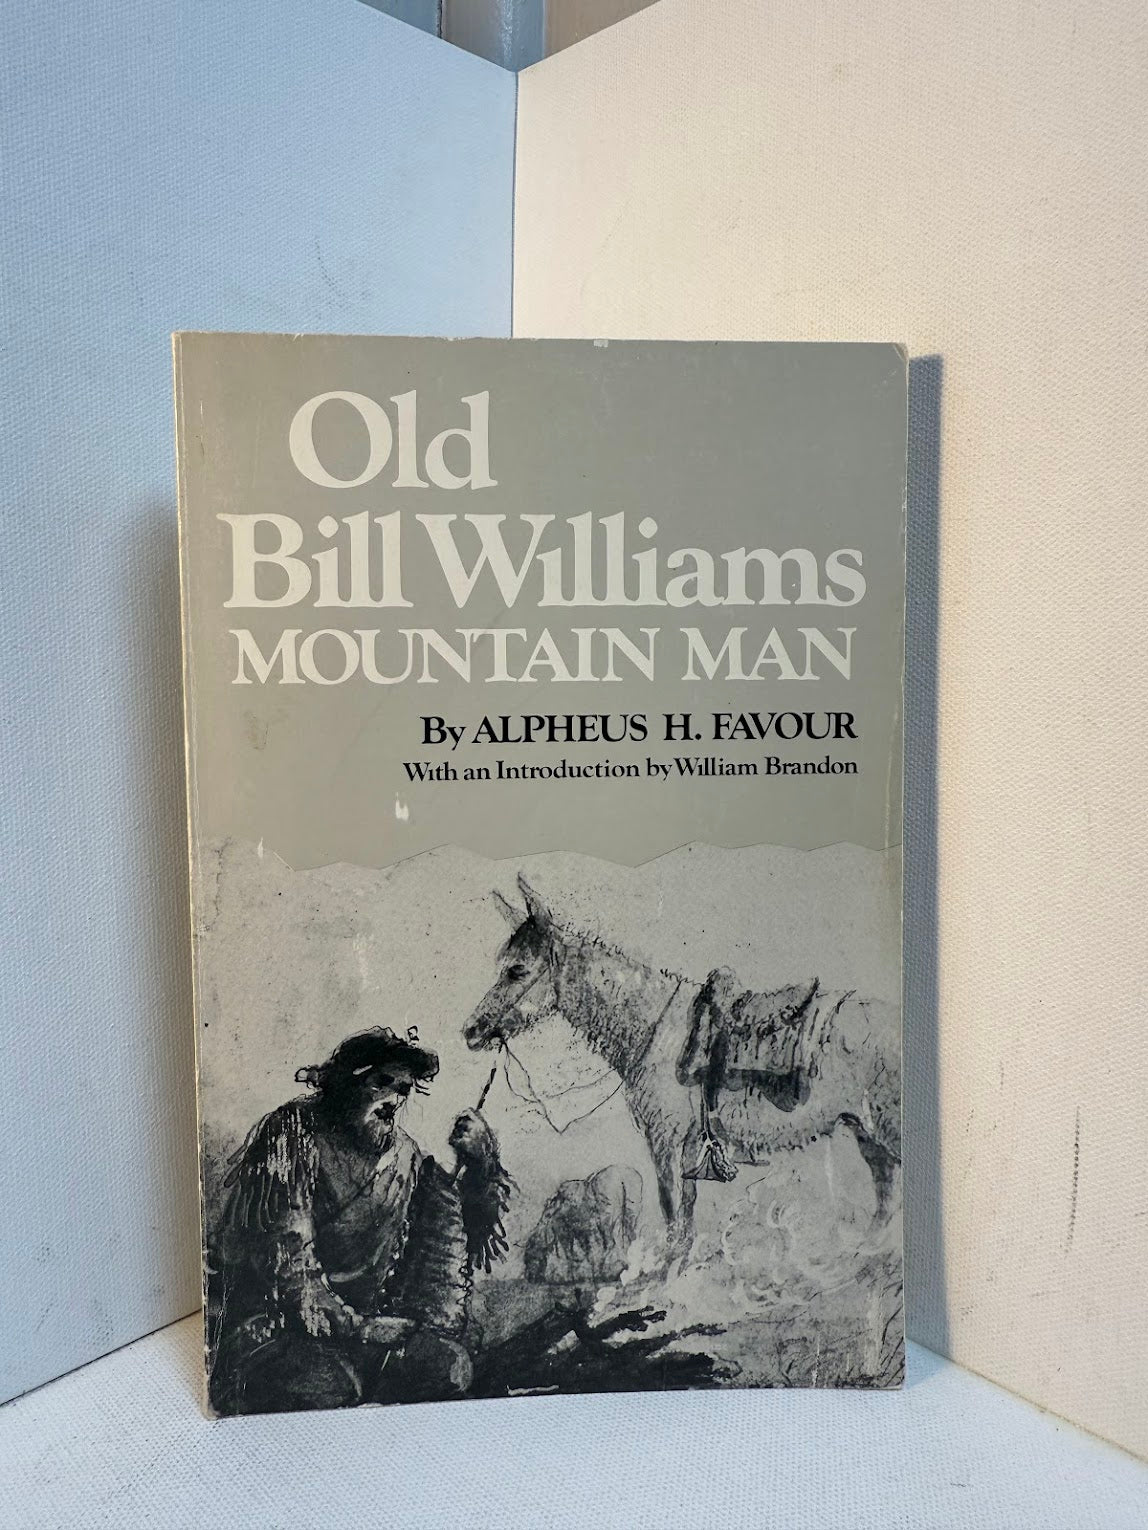 Old
Bill Williams
MOUNTAIN MAN
By ALPHEUS H. FAVOUR
With an Introduction by William Brandon